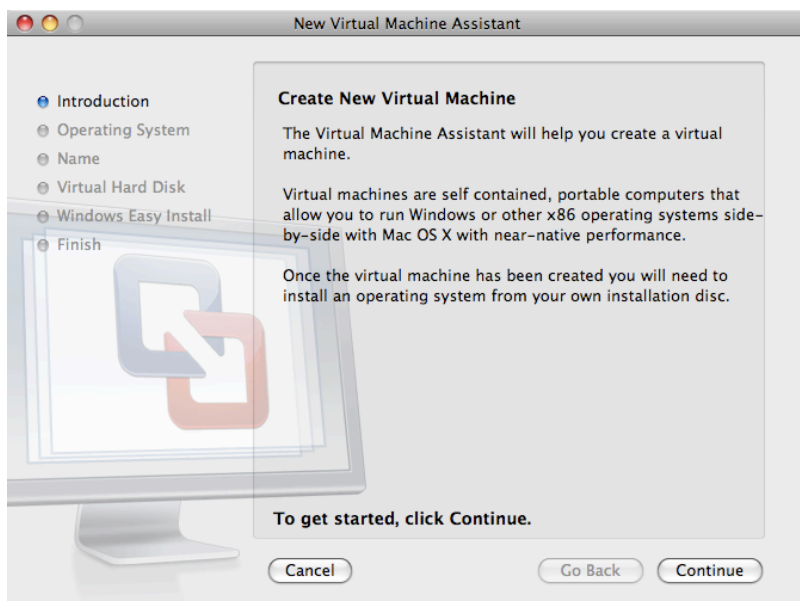 New Virtual Machine Assistant
Introduction
Operating System
Name
Virtual Hard Disk
Windows Easy Install
Finish
Create New Virtual Machine
The Virtual Machine Assistant will help you create a virtual
machine.
Virtual machines are self contained, portable computers that
allow you to run Windows or other x86 operating systems side-
by-side with Mac OS X with near-native performance.
Once the virtual machine has been created you will need to
install an operating system from your own installation disc.
To get started, click Continue.
Cancel
Go Back
Continue